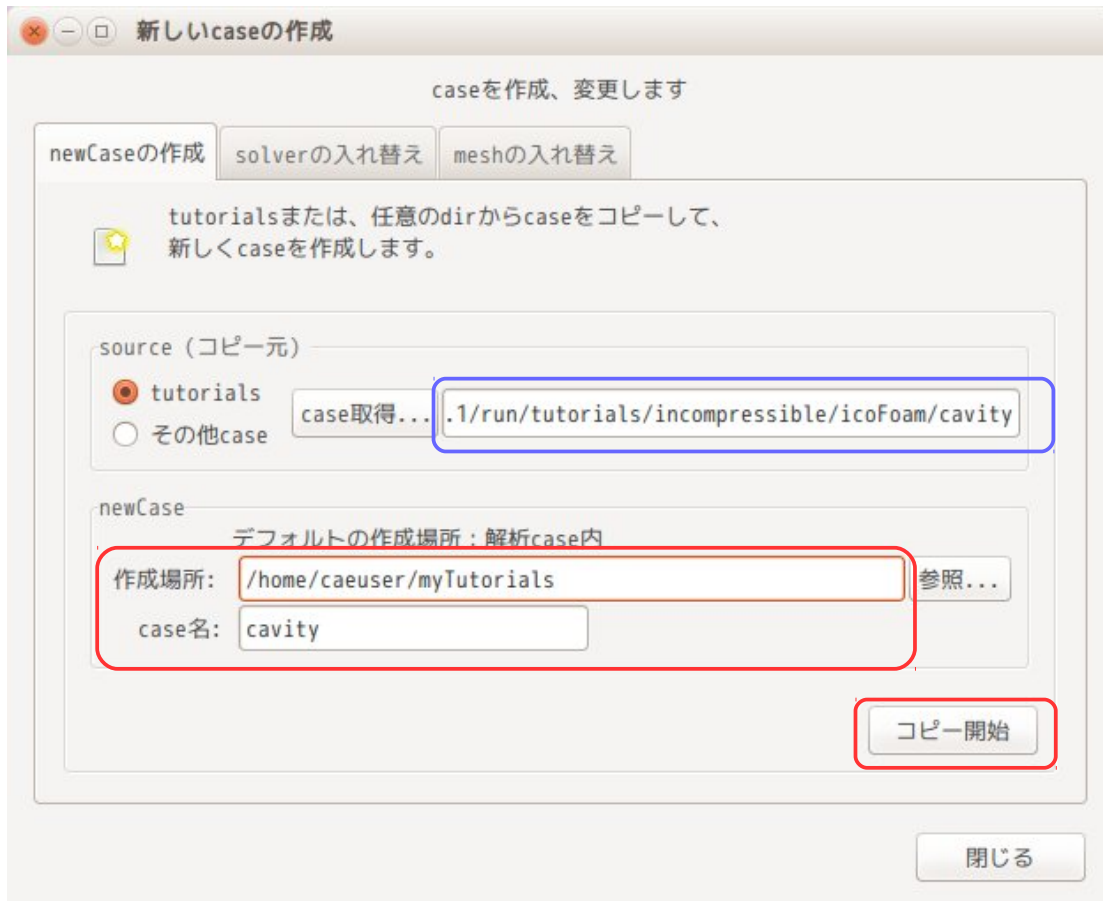 新しいcaseの作成
caseを作成、変更します
newCaseの作成 solverの入れ替え meshの入れ替え
tutorialsまたは、任意のdirからcaseをコピーして、
新しくcaseを作成します。
source (コピー元)
tutorials
その他case
case取得... .1/run/tutorials/incompressible/icoFoam/cavity
newCase
デフォルトの作成場所：解析case内
作成場所: /home/caeuser/myTutorials 参照...
case名: cavity
コピー開始
閉じる